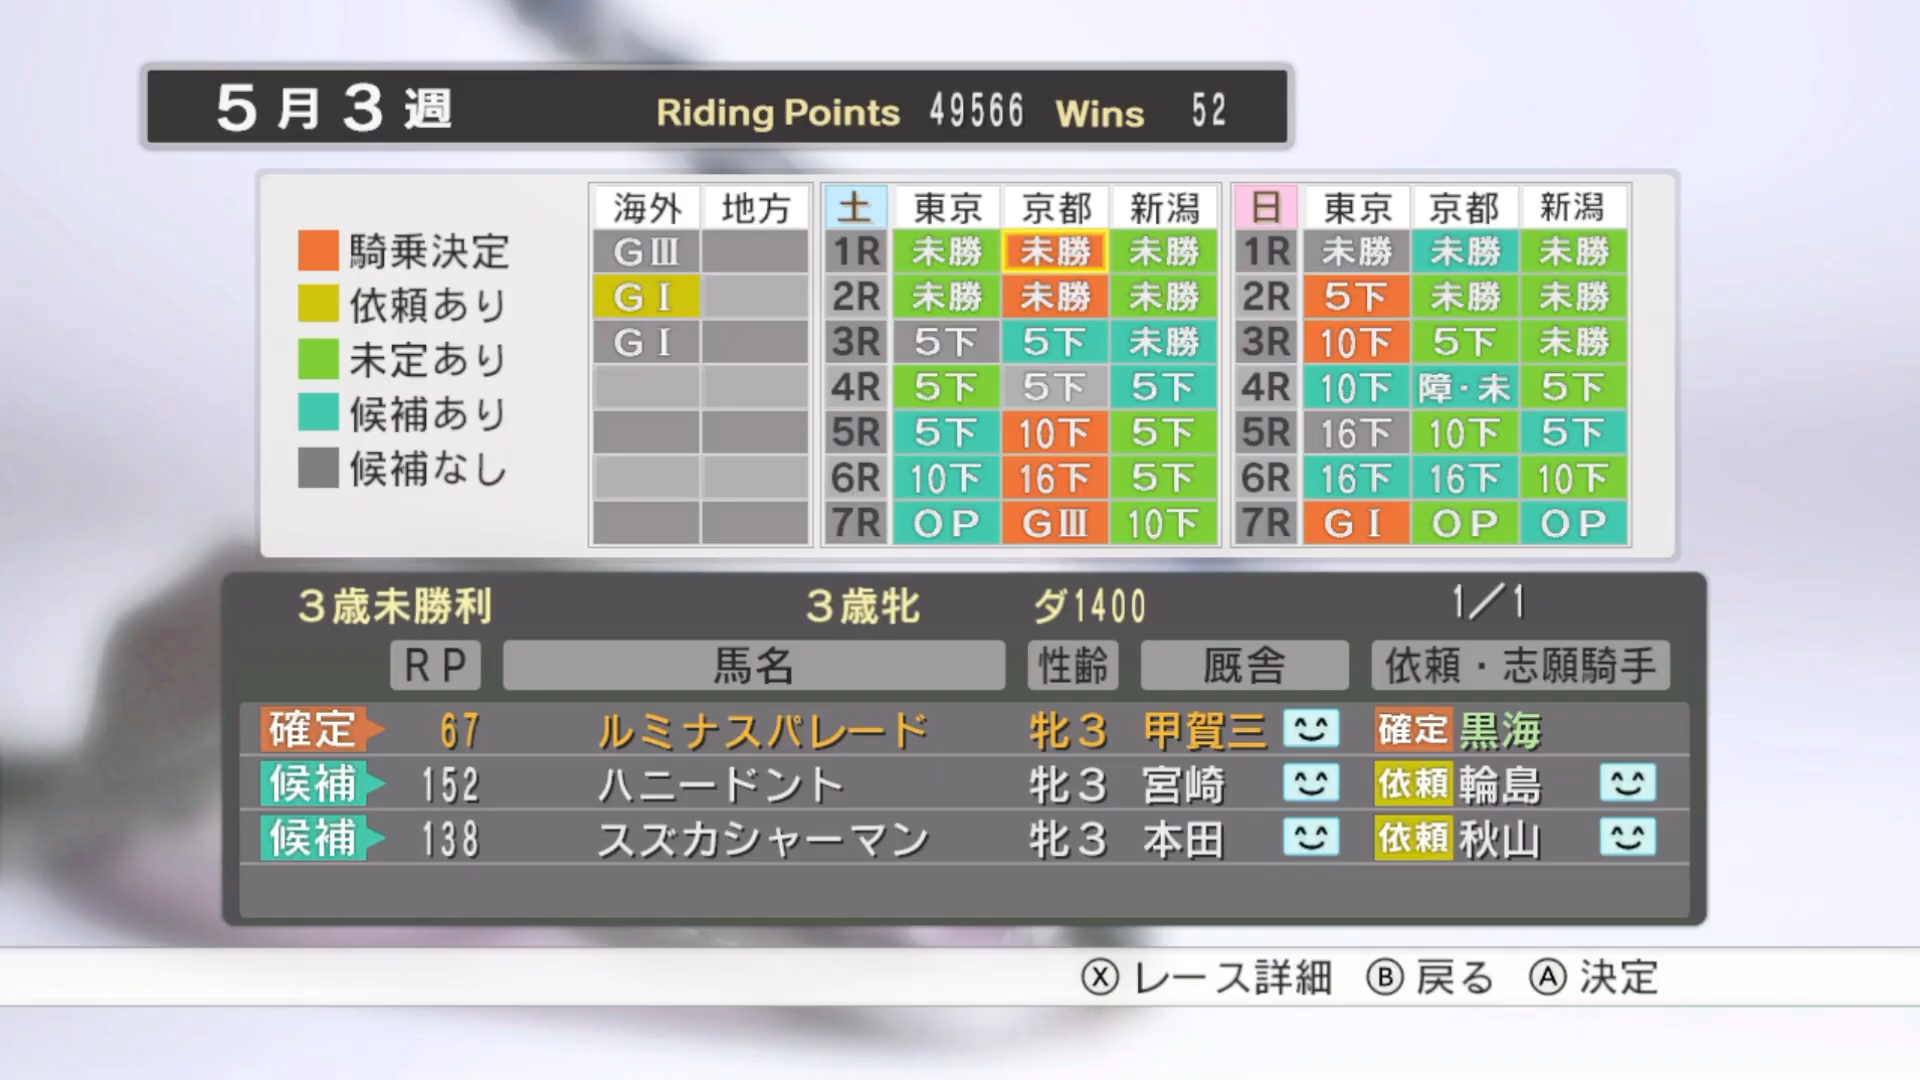 5月3週 Riding Points 49566 Wins 52
海外 地方 土 東京 京都 新潟 日 東京 京都 新潟
騎乗決定 GⅢ 1R 未勝 未勝 未勝 1R 未勝 未勝 未勝
依頼あり GⅠ 2R 未勝 未勝 未勝 2R 5下 未勝 未勝
未定あり GⅠ 3R 5下 5下 未勝 3R 10下 5下 未勝
候補あり 4R 5下 5下 5下 4R 10下 障・未 5下
候補なし 5R 5下 10下 5下 5R 16下 10下 5下
6R 10下 16下 5下 6R 16下 16下 10下
7R OP GⅢ 10下 7R GⅠ OP OP
3歳未勝利 3歳牝 ダ1400 1/1
RP 馬名 性齢 厩舎 依頼・志願騎手
確定 67 ルミナスパレード 牝3 甲賀三 確定 黒海
候補 152 ハニードント 牝3 宮崎 依頼 輪島
候補 138 スズカシャーマン 牝3 本田 依頼 秋山
Ⓧ レース詳細 Ⓑ 戻る Ⓐ 決定